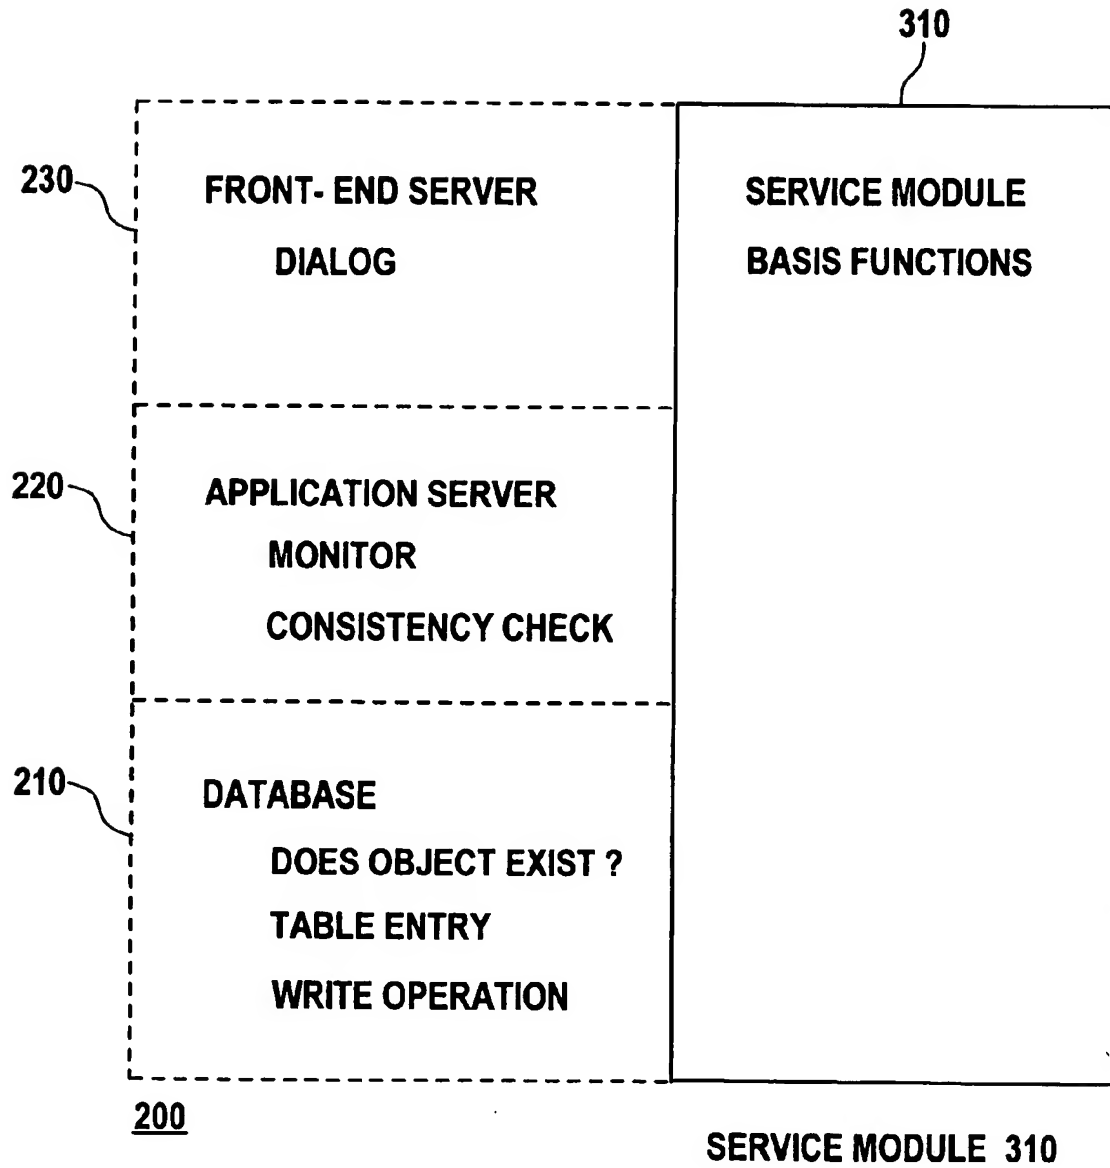 310
230
FRONT- END SERVER
DIALOG
SERVICE MODULE
BASIS FUNCTIONS
220
APPLICATION SERVER
MONITOR
CONSISTENCY CHECK
210
DATABASE
DOES OBJECT EXIST ?
TABLE ENTRY
WRITE OPERATION
200
SERVICE MODULE 310